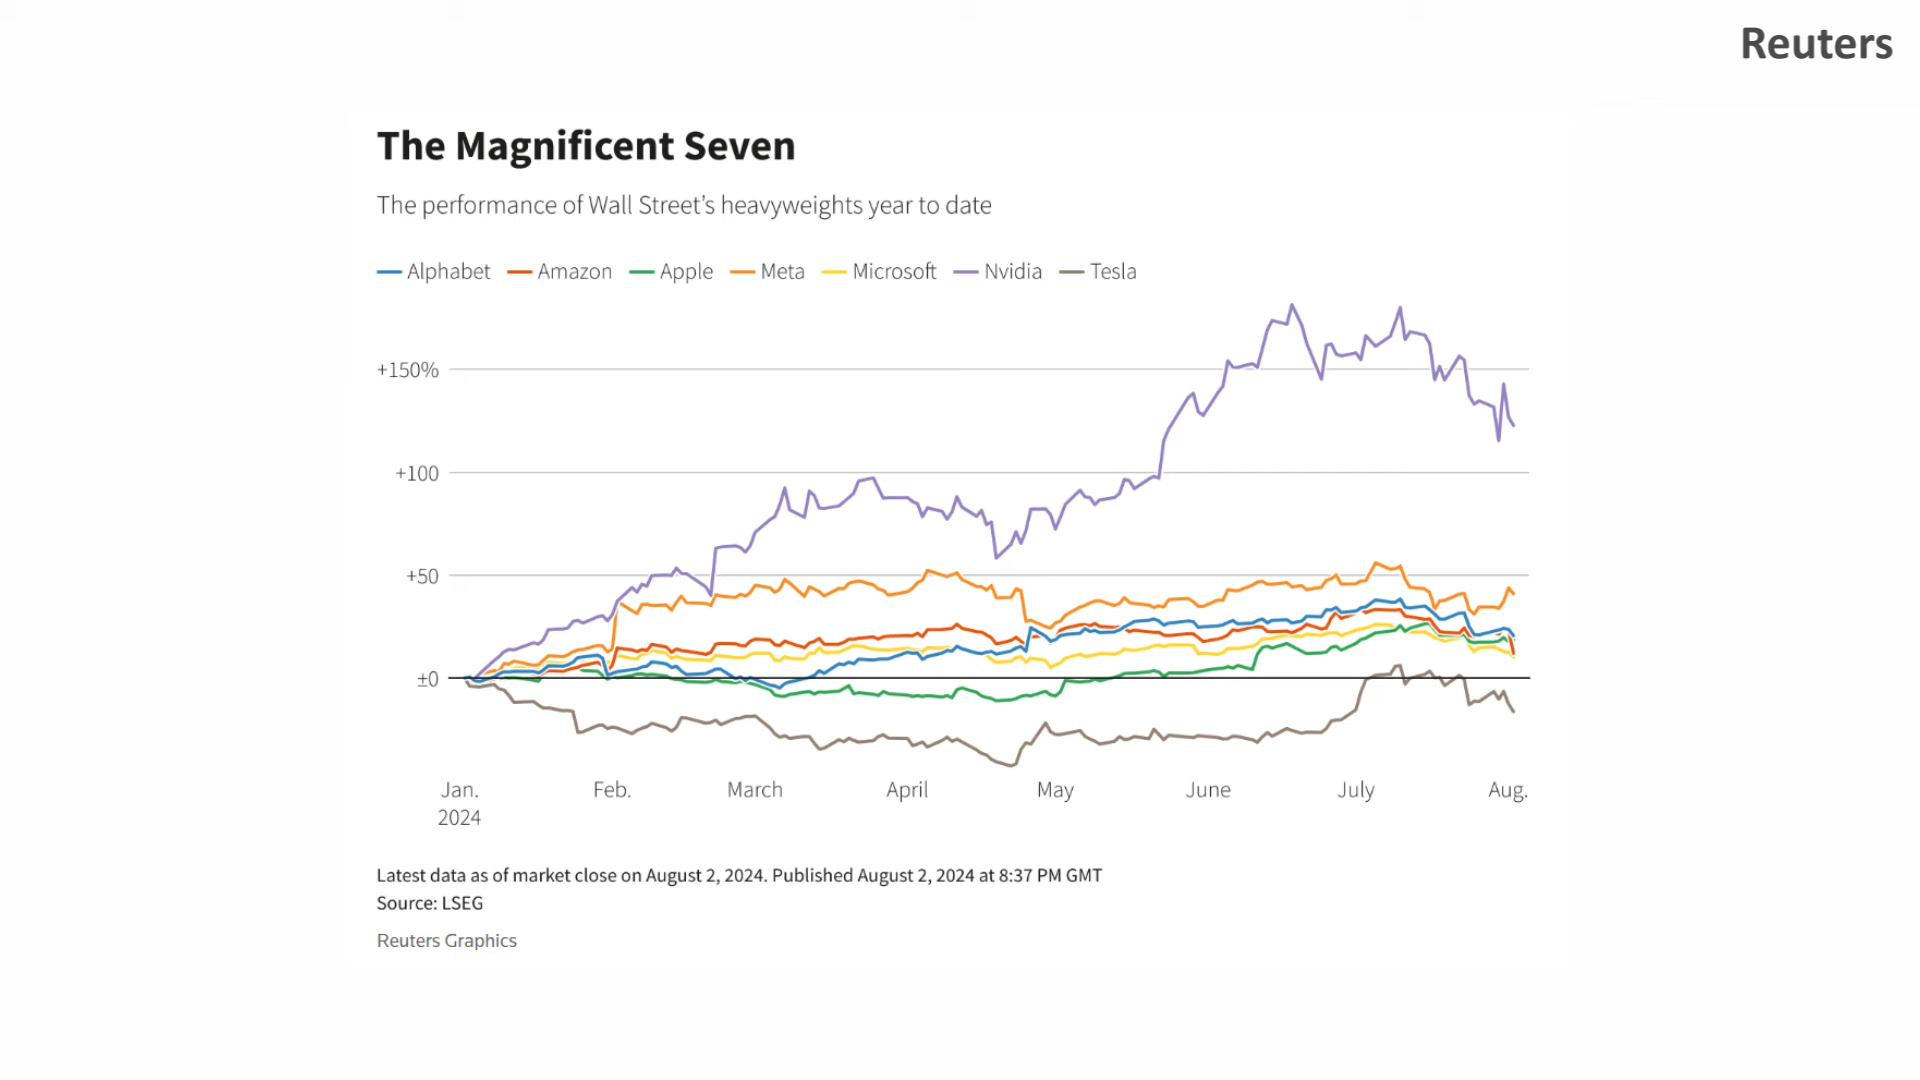 Reuters
The Magnificent Seven
The performance of Wall Street's heavyweights year to date
Alphabet Amazon Apple Meta Microsoft Nvidia Tesla
+150%
+100
+50
±0
Jan. Feb. March April May June July Aug.
2024
Latest data as of market close on August 2, 2024. Published August 2, 2024 at 8:37 PM GMT
Source: LSEG
Reuters Graphics